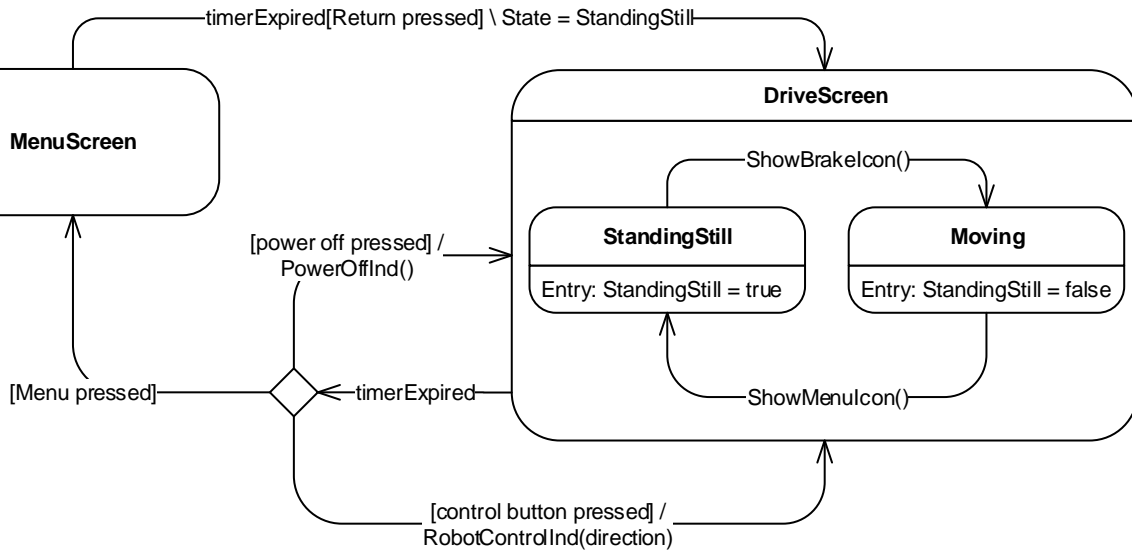 timerExpired[Return pressed] \ State = StandingStill
MenuScreen
DriveScreen
ShowBrakeIcon()
[power off pressed] /
PowerOffInd()
StandingStill
Entry: StandingStill = true
Moving
Entry: StandingStill = false
[Menu pressed]
timerExpired
ShowMenuIcon()
[control button pressed] /
RobotControlInd(direction)